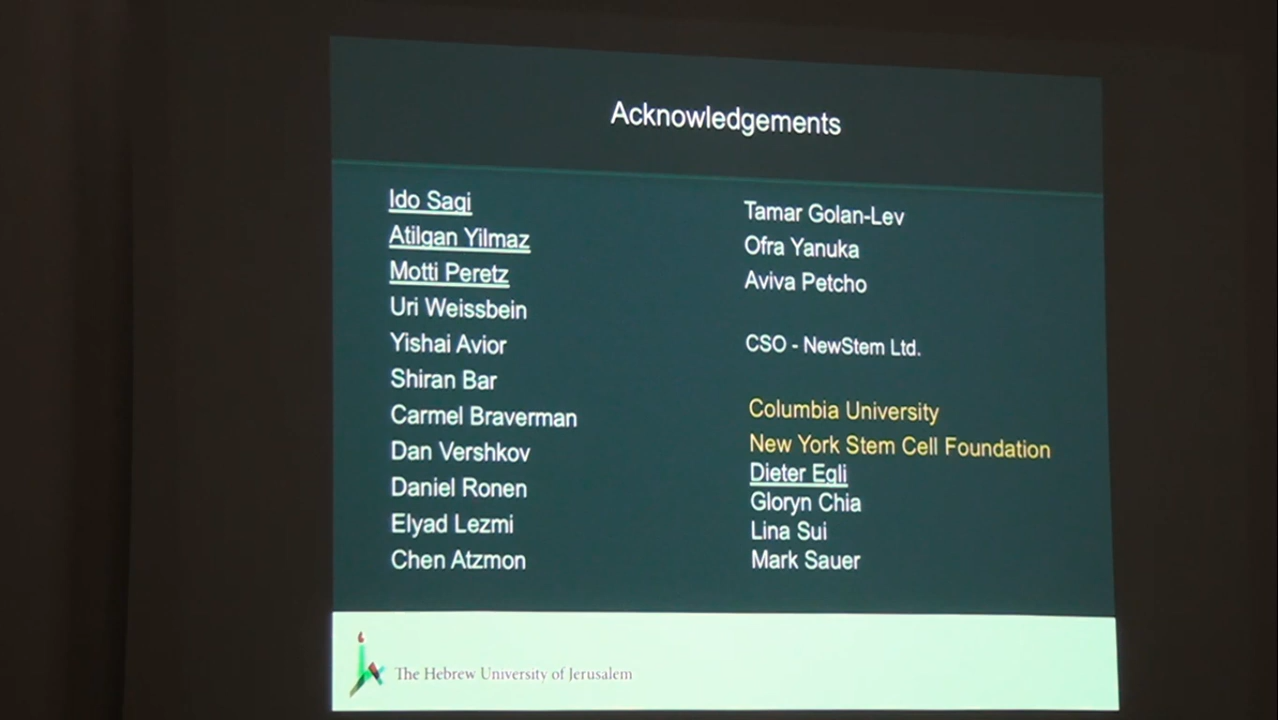 Acknowledgements
Ido Sagi
Atilgan Yilmaz
Motti Peretz
Uri Weissbein
Yishai Avior
Shiran Bar
Carmel Braverman
Dan Vershkov
Daniel Ronen
Elyad Lezmi
Chen Atzmon
Tamar Golan-Lev
Ofra Yanuka
Aviva Petcho
CSO - NewStem Ltd.
Columbia University
New York Stem Cell Foundation
Dieter Egli
Gloryn Chia
Lina Sui
Mark Sauer
The Hebrew University of Jerusalem